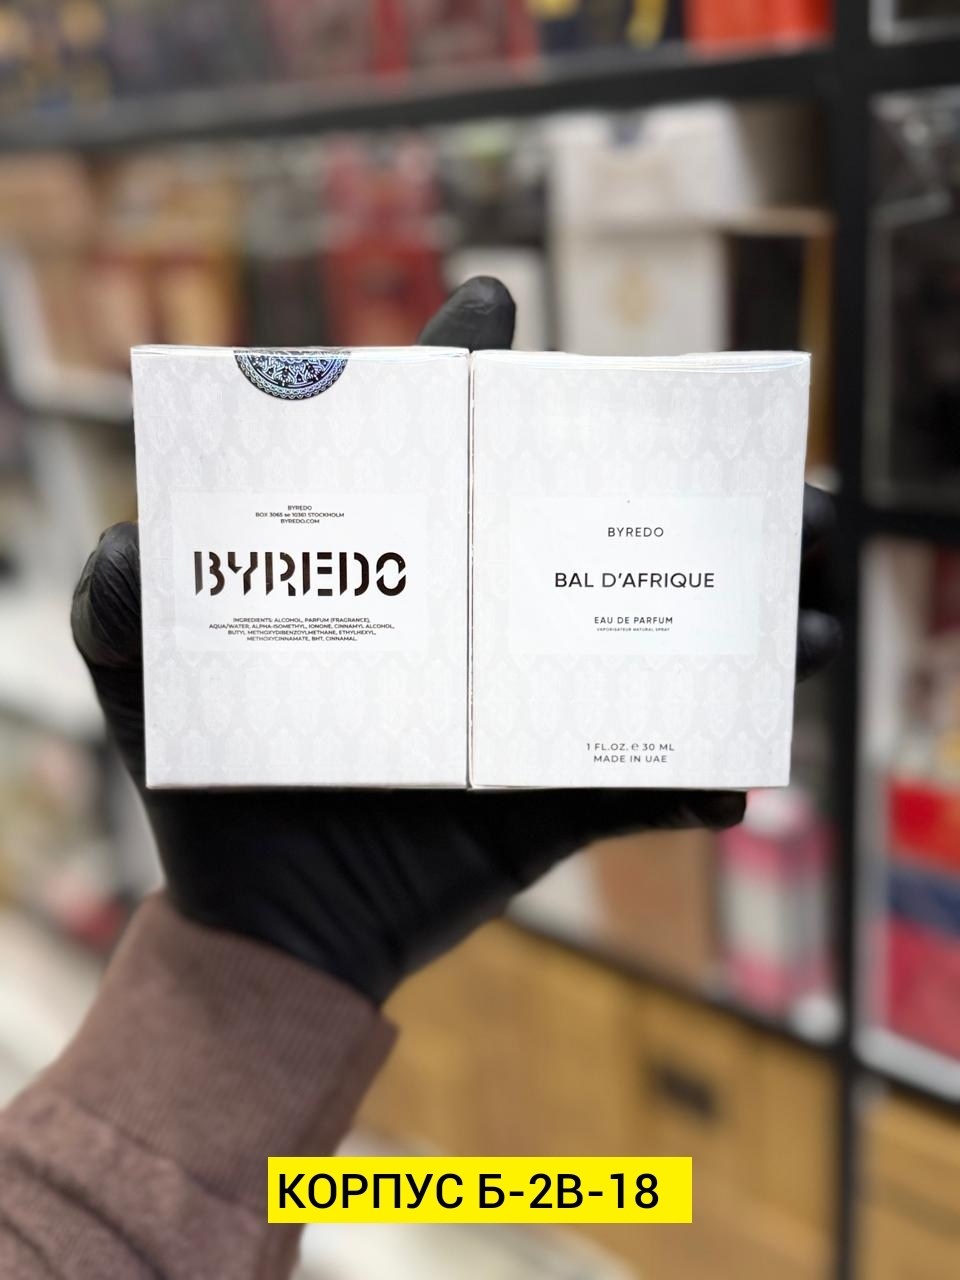 BYREDO
BOX 3065 se 10361 STOCKHOLM
BYREDO.COM
BYREDO
INGREDIENTS: ALCOHOL, PARFUM (FRAGRANCE),
AQUA/WATER, ALPHA-ISOMETHYL, IONONE, CINNAMYL ALCOHOL,
BUTYL METHOXYDIBENZOYLMETHANE, ETHYLHEXYL,
METHOXYCINNAMATE, BHT, CINNAMAL.
BYREDO
BAL D'AFRIQUE
EAU DE PARFUM
VAPORISATEUR NATURAL SPRAY
1 FL.OZ. e 30 ML
MADE IN UAE
КОРПУС Б-2В-18